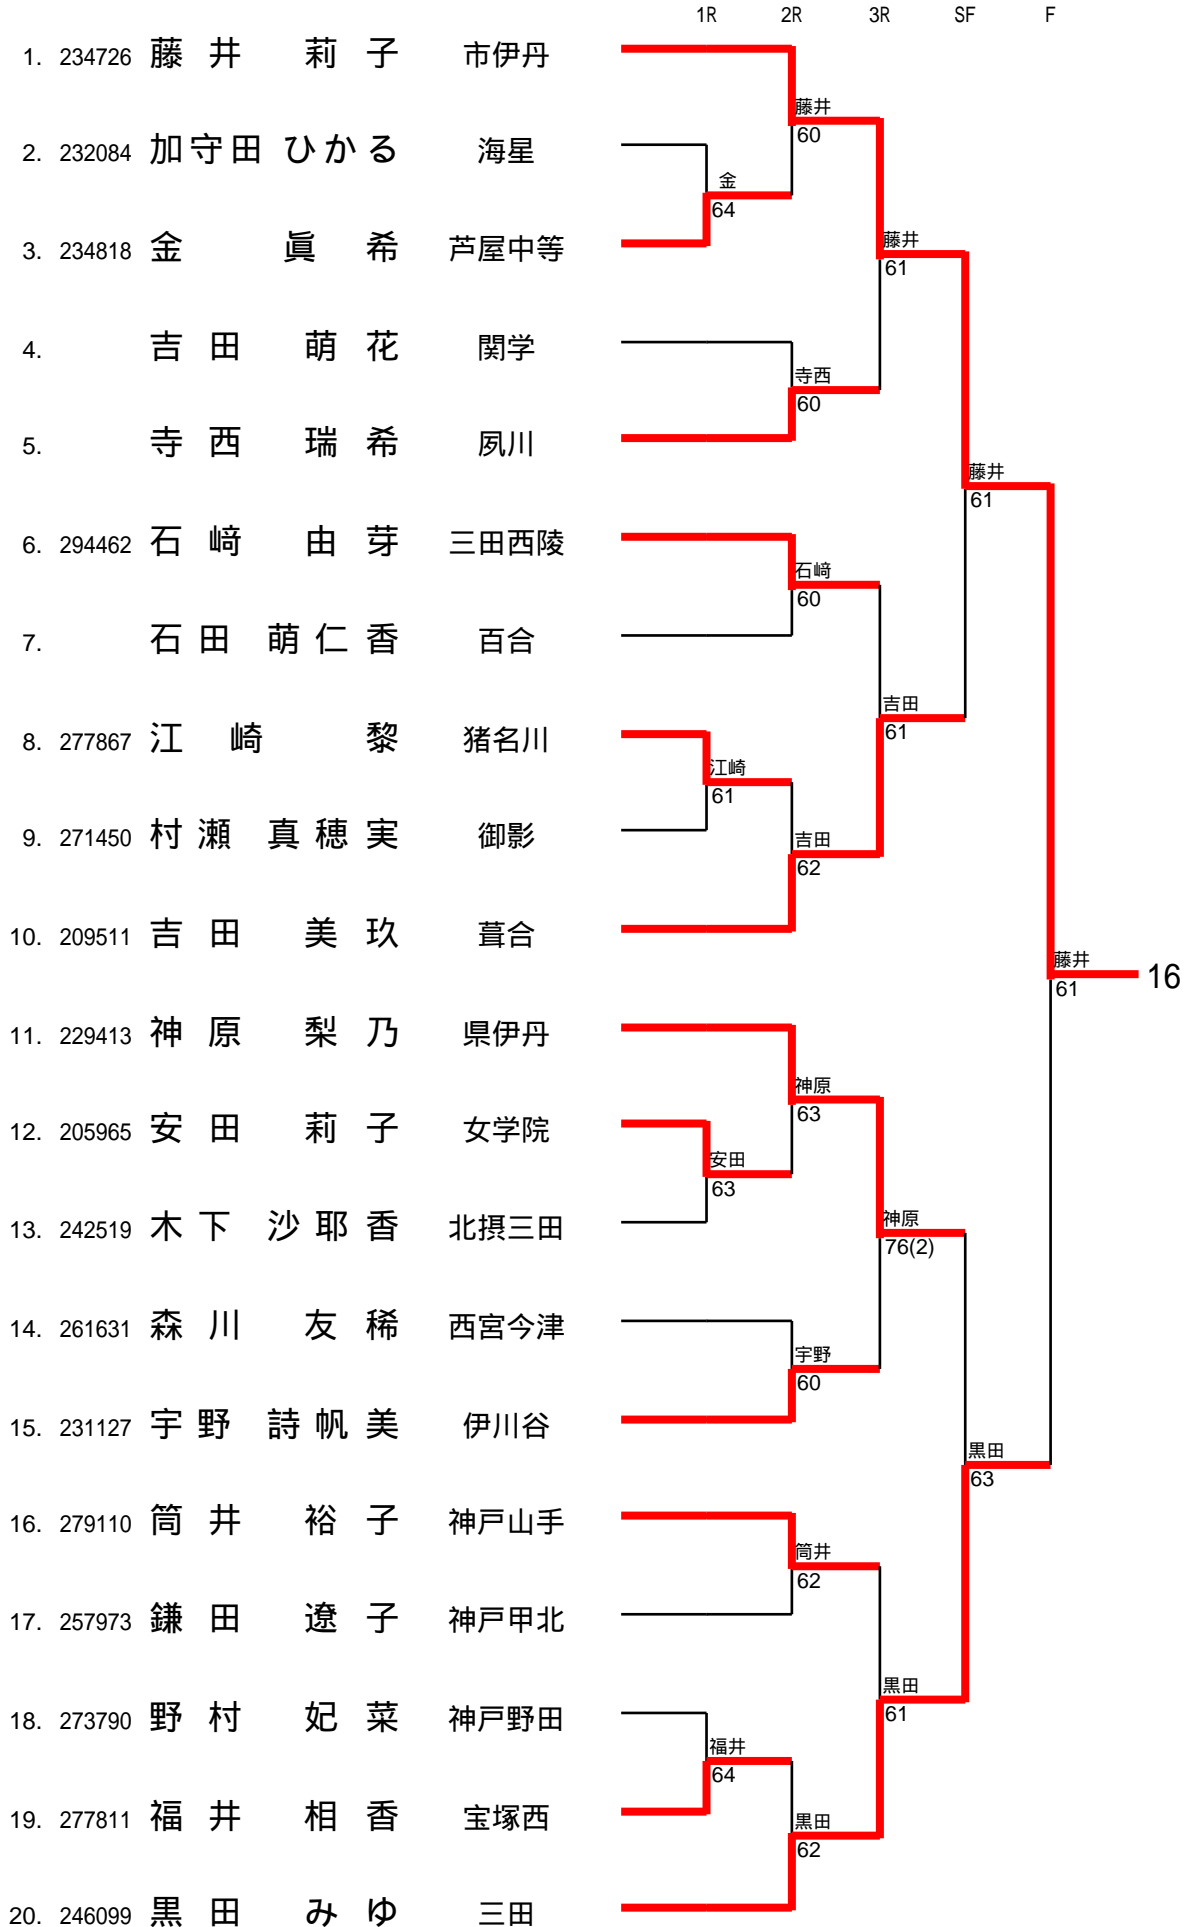 1R 2R 3R SF F
1. 234726 藤井 莉子 市伊丹
藤井
60
2. 232084 加守田 ひかる 海星
金
64
3. 234818 金 眞希 芦屋中等
藤井
61
4. 吉田 萌花 関学
寺西
60
5. 寺西 瑞希 夙川
藤井
61
6. 294462 石﨑 由芽 三田西陵
石﨑
60
7. 石田 萌仁香 百合
吉田
61
8. 277867 江崎 黎 猪名川
江崎
61
9. 271450 村瀬 真穂実 御影
吉田
62
10. 209511 吉田 美玖 葺合
藤井
61
16
11. 229413 神原 梨乃 県伊丹
神原
63
12. 205965 安田 莉子 女学院
安田
63
13. 242519 木下 沙耶香 北摂三田
神原
76(2)
14. 261631 森川 友稀 西宮今津
宇野
60
15. 231127 宇野 詩帆美 伊川谷
黒田
63
16. 279110 筒井 裕子 神戸山手
筒井
62
17. 257973 鎌田 遼子 神戸甲北
黒田
61
18. 273790 野村 妃菜 神戸野田
福井
64
19. 277811 福井 相香 宝塚西
黒田
62
20. 246099 黒田 みゆ 三田